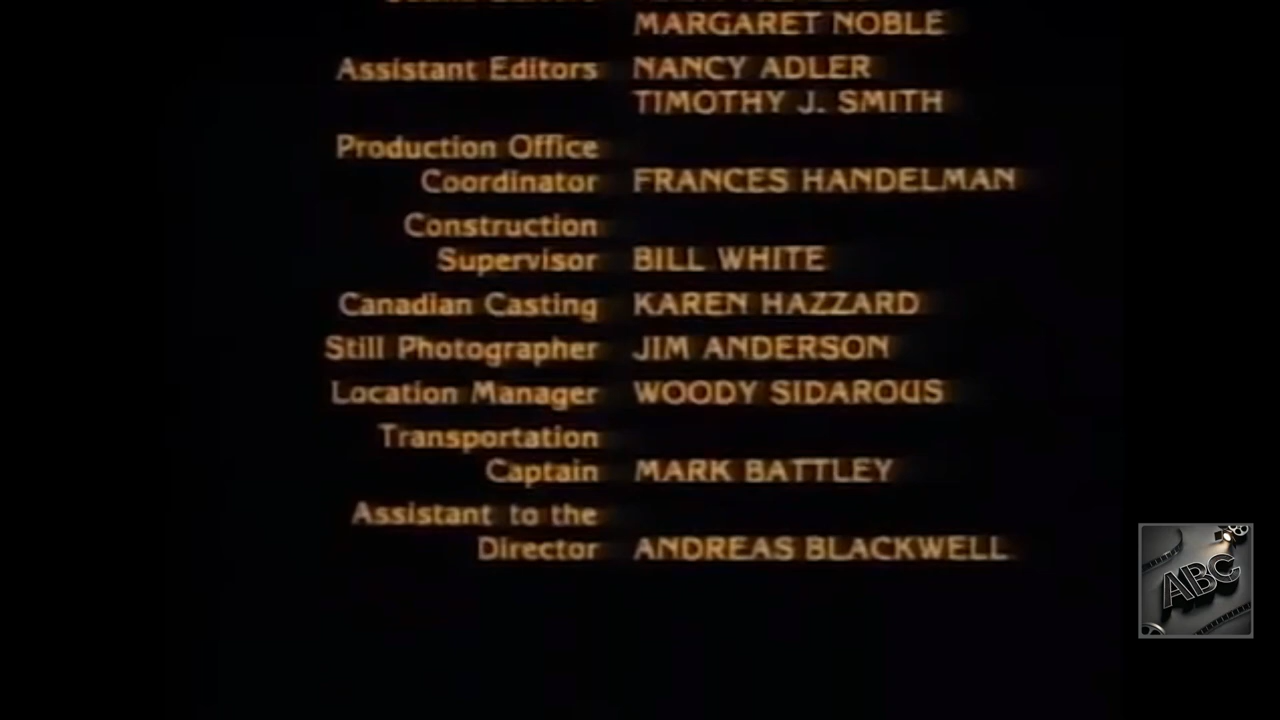 MARGARET NOBLE
Assistant Editors NANCY ADLER
TIMOTHY J. SMITH
Production Office
Coordinator FRANCES HANDELMAN
Construction
Supervisor BILL WHITE
Canadian Casting KAREN HAZZARD
Still Photographer JIM ANDERSON
Location Manager WOODY SIDAROUS
Transportation
Captain MARK BATTLEY
Assistant to the
Director ANDREAS BLACKWELL
ABC